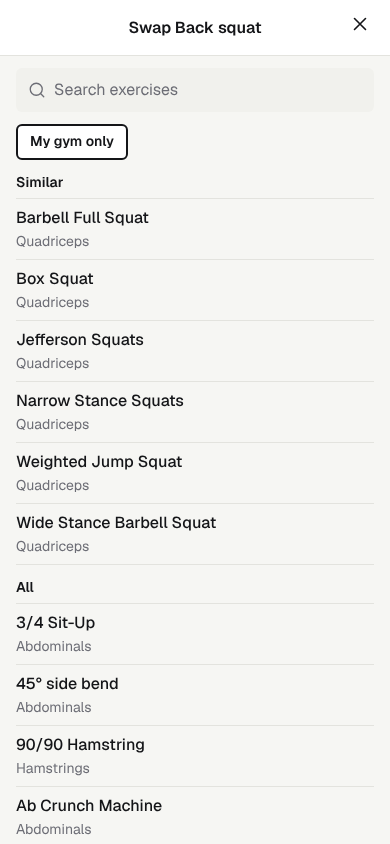 Swap Back squat
Search exercises
My gym only
Similar
Barbell Full Squat
Quadriceps
Box Squat
Quadriceps
Jefferson Squats
Quadriceps
Narrow Stance Squats
Quadriceps
Weighted Jump Squat
Quadriceps
Wide Stance Barbell Squat
Quadriceps
All
3/4 Sit-Up
Abdominals
45° side bend
Abdominals
90/90 Hamstring
Hamstrings
Ab Crunch Machine
Abdominals